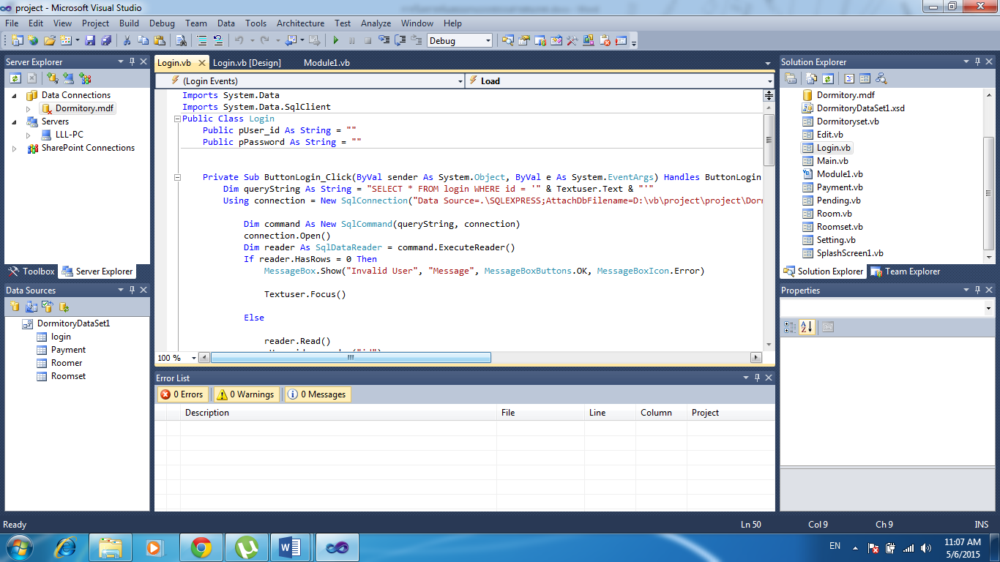 project - Microsoft Visual Studio
File Edit View Project Build Debug Team Data Tools Architecture Test Analyze Window Help
Debug
Server Explorer
Data Connections
Dormitory.mdf
Servers
LLL-PC
SharePoint Connections
Toolbox Server Explorer
Data Sources
DormitoryDataSet1
login
Payment
Roomer
Roomset
Login.vb Login.vb [Design] Module1.vb
(Login Events) Load
Imports System.Data
Imports System.Data.SqlClient
Public Class Login
Public pUser_id As String = ""
Public pPassword As String = ""
Private Sub ButtonLogin_Click(ByVal sender As System.Object, ByVal e As System.EventArgs) Handles ButtonLogin
Dim queryString As String = "SELECT * FROM login WHERE id = '" & Textuser.Text & "'"
Using connection = New SqlConnection("Data Source=.\SQLEXPRESS;AttachDbFilename=D:\vb\project\project\Dorm
Dim command As New SqlCommand(queryString, connection)
connection.Open()
Dim reader As SqlDataReader = command.ExecuteReader()
If reader.HasRows = 0 Then
MessageBox.Show("Invalid User", "Message", MessageBoxButtons.OK, MessageBoxIcon.Error)
Textuser.Focus()
Else
reader.Read()
100 %
Error List
0 Errors 0 Warnings 0 Messages
Description File Line Column Project
Solution Explorer
Dormitory.mdf
DormitoryDataSet1.xsd
Dormitoryset.vb
Edit.vb
Login.vb
Main.vb
Module1.vb
Payment.vb
Pending.vb
Room.vb
Roomset.vb
Setting.vb
SplashScreen1.vb
Solution Explorer Team Explorer
Properties
Ready Ln 50 Col 9 Ch 9 INS
EN 11:07 AM
5/6/2015